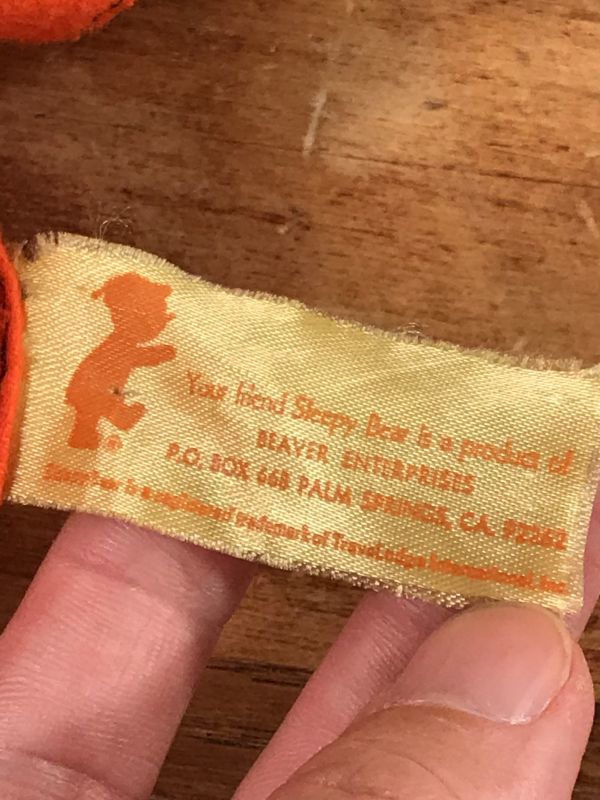 Your friend Sleepy Bear is a product of
BEAVER ENTERPRISES
P.O. BOX 668 PALM SPRINGS, CA. 92262
Sleepy Bear is a registered trademark of TraveLodge International, Inc.
®